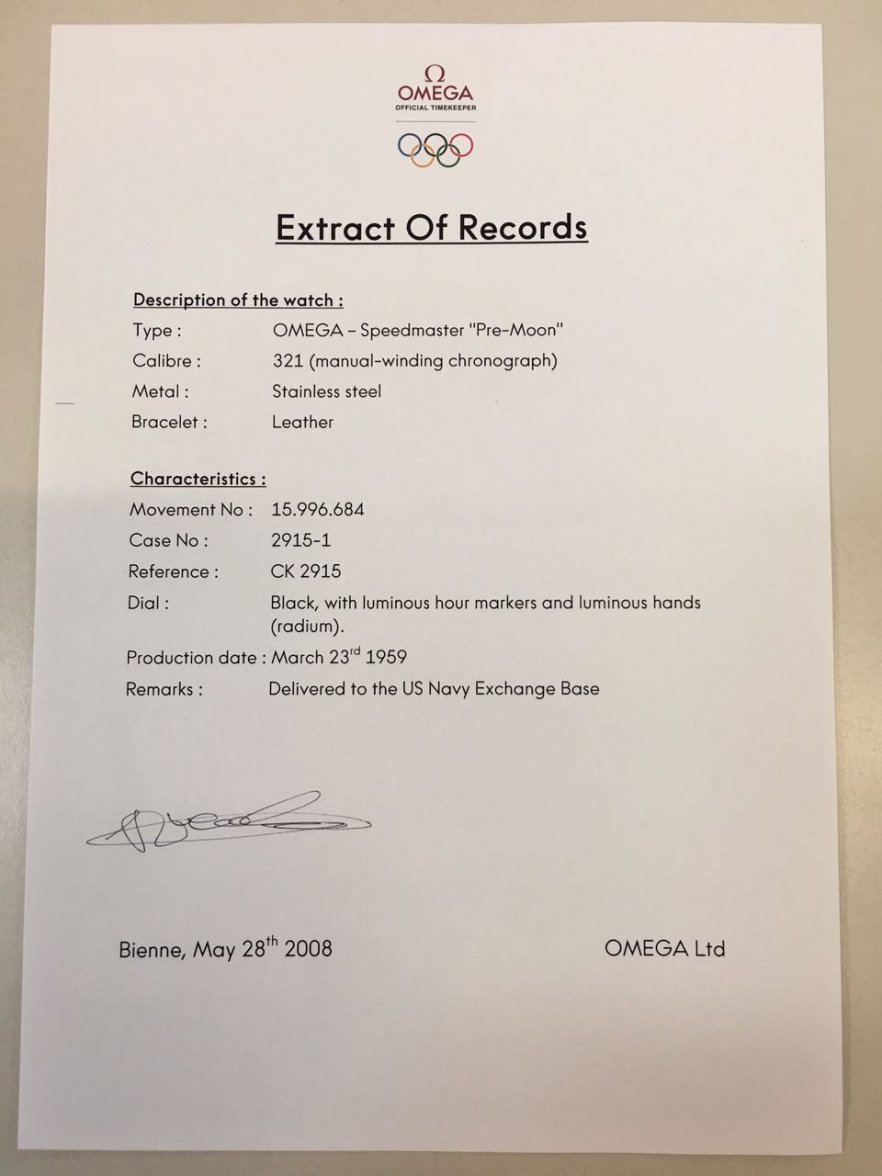 Ω
OMEGA
OFFICIAL TIMEKEEPER
Extract Of Records
Description of the watch :
Type : OMEGA – Speedmaster "Pre-Moon"
Calibre : 321 (manual-winding chronograph)
Metal : Stainless steel
Bracelet : Leather
Characteristics :
Movement No : 15.996.684
Case No : 2915-1
Reference : CK 2915
Dial : Black, with luminous hour markers and luminous hands
(radium).
Production date : March 23rd 1959
Remarks : Delivered to the US Navy Exchange Base
Bienne, May 28th 2008 OMEGA Ltd